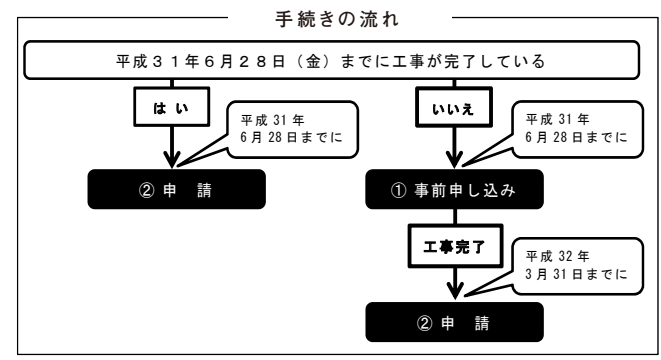 手続きの流れ
平成31年6月28日（金）までに工事が完了している
はい
いいえ
平成 31 年
6 月 28 日までに
平成 31 年
6 月 28 日までに
② 申　請
① 事前申し込み
工事完了
平成 32 年
3 月 31 日までに
② 申　請